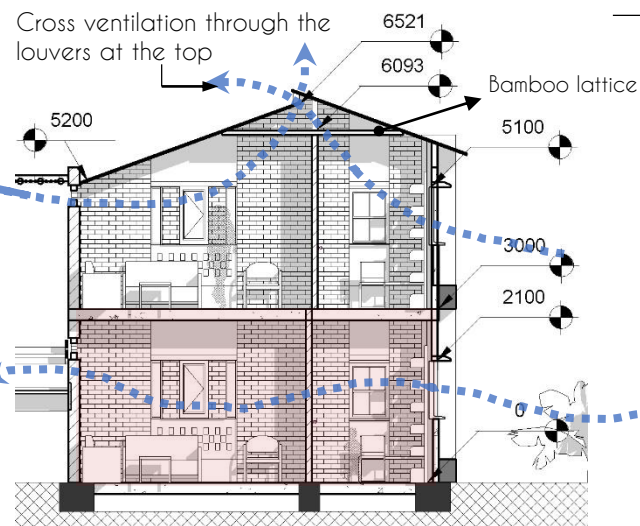 Cross ventilation through the
louvers at the top
6521
6093
Bamboo lattice
5200
5100
3000
2100
0